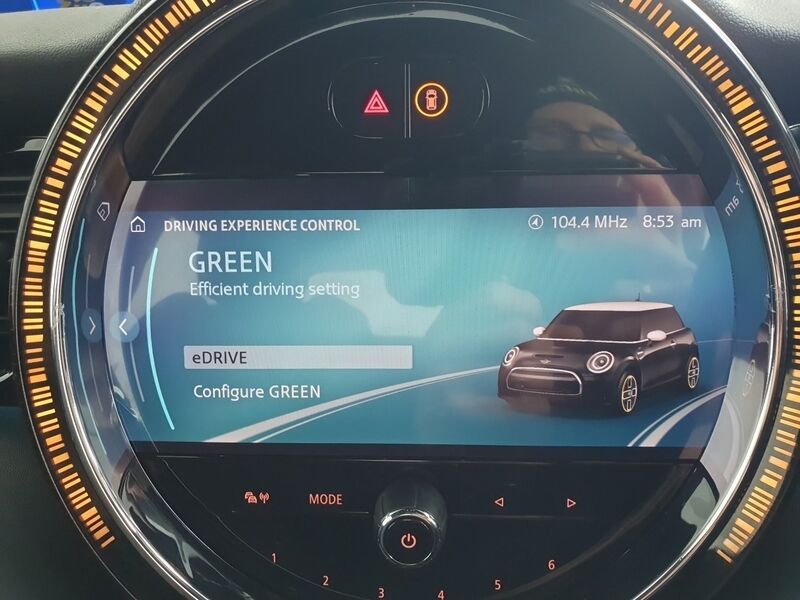 DRIVING EXPERIENCE CONTROL
104.4 MHz 8:53 am
GREEN
Efficient driving setting
eDRIVE
Configure GREEN
MODE
1
2
3
4
5
6